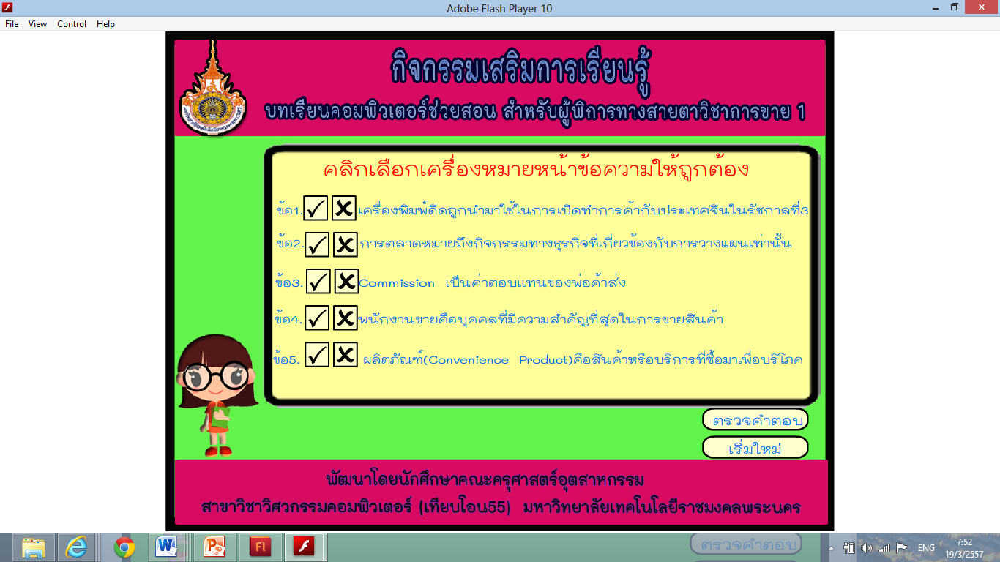 Adobe Flash Player 10
File View Control Help
กิจกรรมเสริมการเรียนรู้
บทเรียนคอมพิวเตอร์ช่วยสอน สำหรับผู้พิการทางสายตาวิชาการขาย 1
คลิกเลือกเครื่องหมายหน้าข้อความให้ถูกต้อง
ข้อ1. เครื่องพิมพ์ดีดถูกนำมาใช้ในการเปิดทำการค้ากับประเทศจีนในรัชกาลที่3
ข้อ2. การตลาดหมายถึงกิจกรรมทางธุรกิจที่เกี่ยวข้องกับการวางแผนเท่านั้น
ข้อ3. Commission เป็นค่าตอบแทนของพ่อค้าส่ง
ข้อ4. พนักงานขายคือบุคคลที่มีความสำคัญที่สุดในการขายสินค้า
ข้อ5. ผลิตภัณฑ์(Convenience Product)คือสินค้าหรือบริการที่ซื้อมาเพื่อบริโภค
ตรวจคำตอบ
เริ่มใหม่
พัฒนาโดยนักศึกษาคณะครุศาสตร์อุตสาหกรรม
สาขาวิชาวิศวกรรมคอมพิวเตอร์ (เทียบโอน55) มหาวิทยาลัยเทคโนโลยีราชมงคลพระนคร
ตรวจคำตอบ
ENG
7:52
19/3/2557